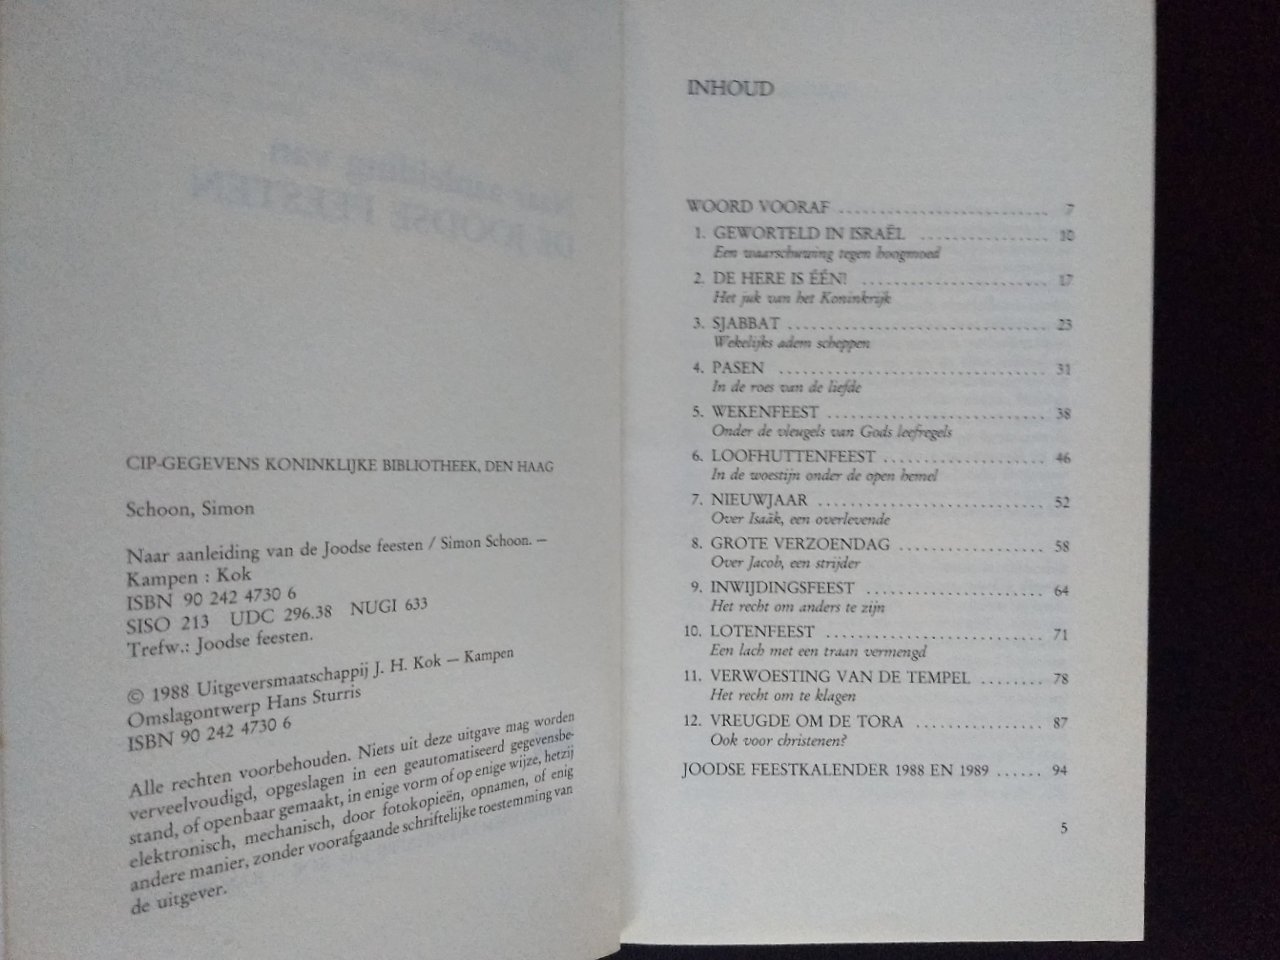 CIP-GEGEVENS KONINKLIJKE BIBLIOTHEEK, DEN HAAG
Schoon, Simon
Naar aanleiding van de Joodse feesten / Simon Schoon. –
Kampen : Kok
ISBN 90 242 4730 6
SISO 213 UDC 296.38 NUGI 633
Trefw.: Joodse feesten.
© 1988 Uitgeversmaatschappij J. H. Kok – Kampen
Omslagontwerp Hans Sturris
ISBN 90 242 4730 6
Alle rechten voorbehouden. Niets uit deze uitgave mag worden
verveelvoudigd, opgeslagen in een geautomatiseerd gegevensbe-
stand, of openbaar gemaakt, in enige vorm of op enige wijze, hetzij
elektronisch, mechanisch, door fotokopieën, opnamen, of enig
andere manier, zonder voorafgaande schriftelijke toestemming van
de uitgever.
INHOUD
WOORD VOORAF ........................... 7
1. GEWORTELD IN ISRAËL ................ 10
Een waarschuwing tegen hoogmoed
2. DE HERE IS ÉÉN! ........................ 17
Het juk van het Koninkrijk
3. SJABBAT ................................. 23
Wekelijks adem scheppen
4. PASEN .................................. 31
In de roes van de liefde
5. WEKENFEEST ............................ 38
Onder de vleugels van Gods leefregels
6. LOOFHUTTENFEEST ..................... 46
In de woestijn onder de open hemel
7. NIEUWJAAR ............................. 52
Over Isaäk, een overlevende
8. GROTE VERZOENDAG ................... 58
Over Jacob, een strijder
9. INWIJDINGSFEEST ....................... 64
Het recht om anders te zijn
10. LOTENFEEST ............................ 71
Een lach met een traan vermengd
11. VERWOESTING VAN DE TEMPEL ........ 78
Het recht om te klagen
12. VREUGDE OM DE TORA ................ 87
Ook voor christenen?
JOODSE FEESTKALENDER 1988 EN 1989 ...... 94
5